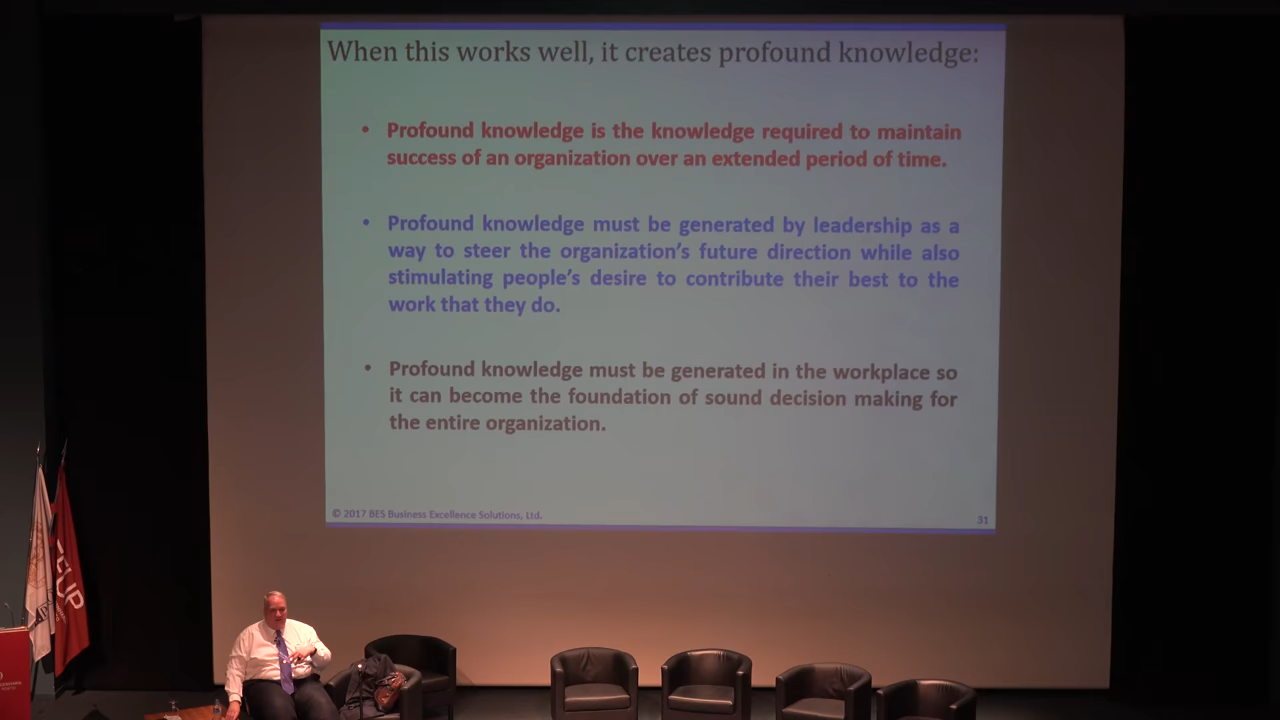 When this works well, it creates profound knowledge:
• Profound knowledge is the knowledge required to maintain
success of an organization over an extended period of time.
• Profound knowledge must be generated by leadership as a
way to steer the organization's future direction while also
stimulating people's desire to contribute their best to the
work that they do.
• Profound knowledge must be generated in the workplace so
it can become the foundation of sound decision making for
the entire organization.
© 2017 BES Business Excellence Solutions, Ltd.
31
FEUP